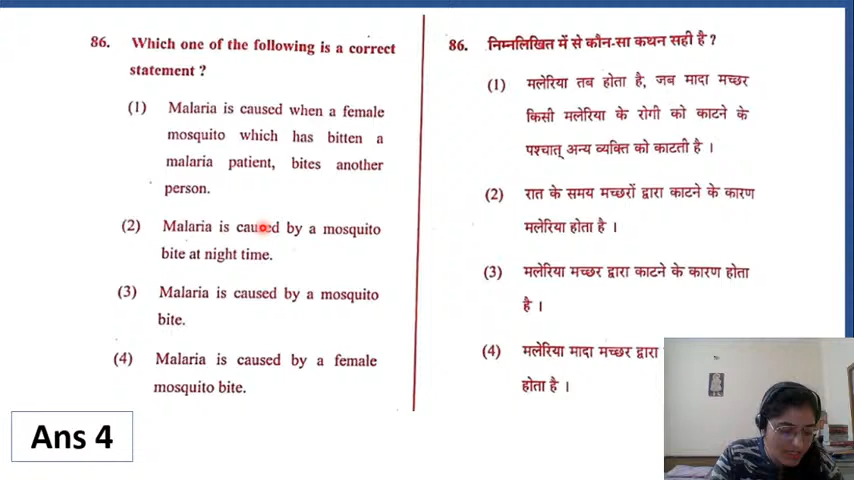 86. Which one of the following is a correct
statement ?
(1) Malaria is caused when a female
mosquito which has bitten a
malaria patient, bites another
person.
(2) Malaria is caused by a mosquito
bite at night time.
(3) Malaria is caused by a mosquito
bite.
(4) Malaria is caused by a female
mosquito bite.
86. निम्नलिखित में से कौन-सा कथन सही है ?
(1) मलेरिया तब होता है, जब मादा मच्छर
किसी मलेरिया के रोगी को काटने के
पश्चात् अन्य व्यक्ति को काटती है ।
(2) रात के समय मच्छरों द्वारा काटने के कारण
मलेरिया होता है ।
(3) मलेरिया मच्छर द्वारा काटने के कारण होता
है ।
(4) मलेरिया मादा मच्छर द्वारा
होता है ।
Ans 4